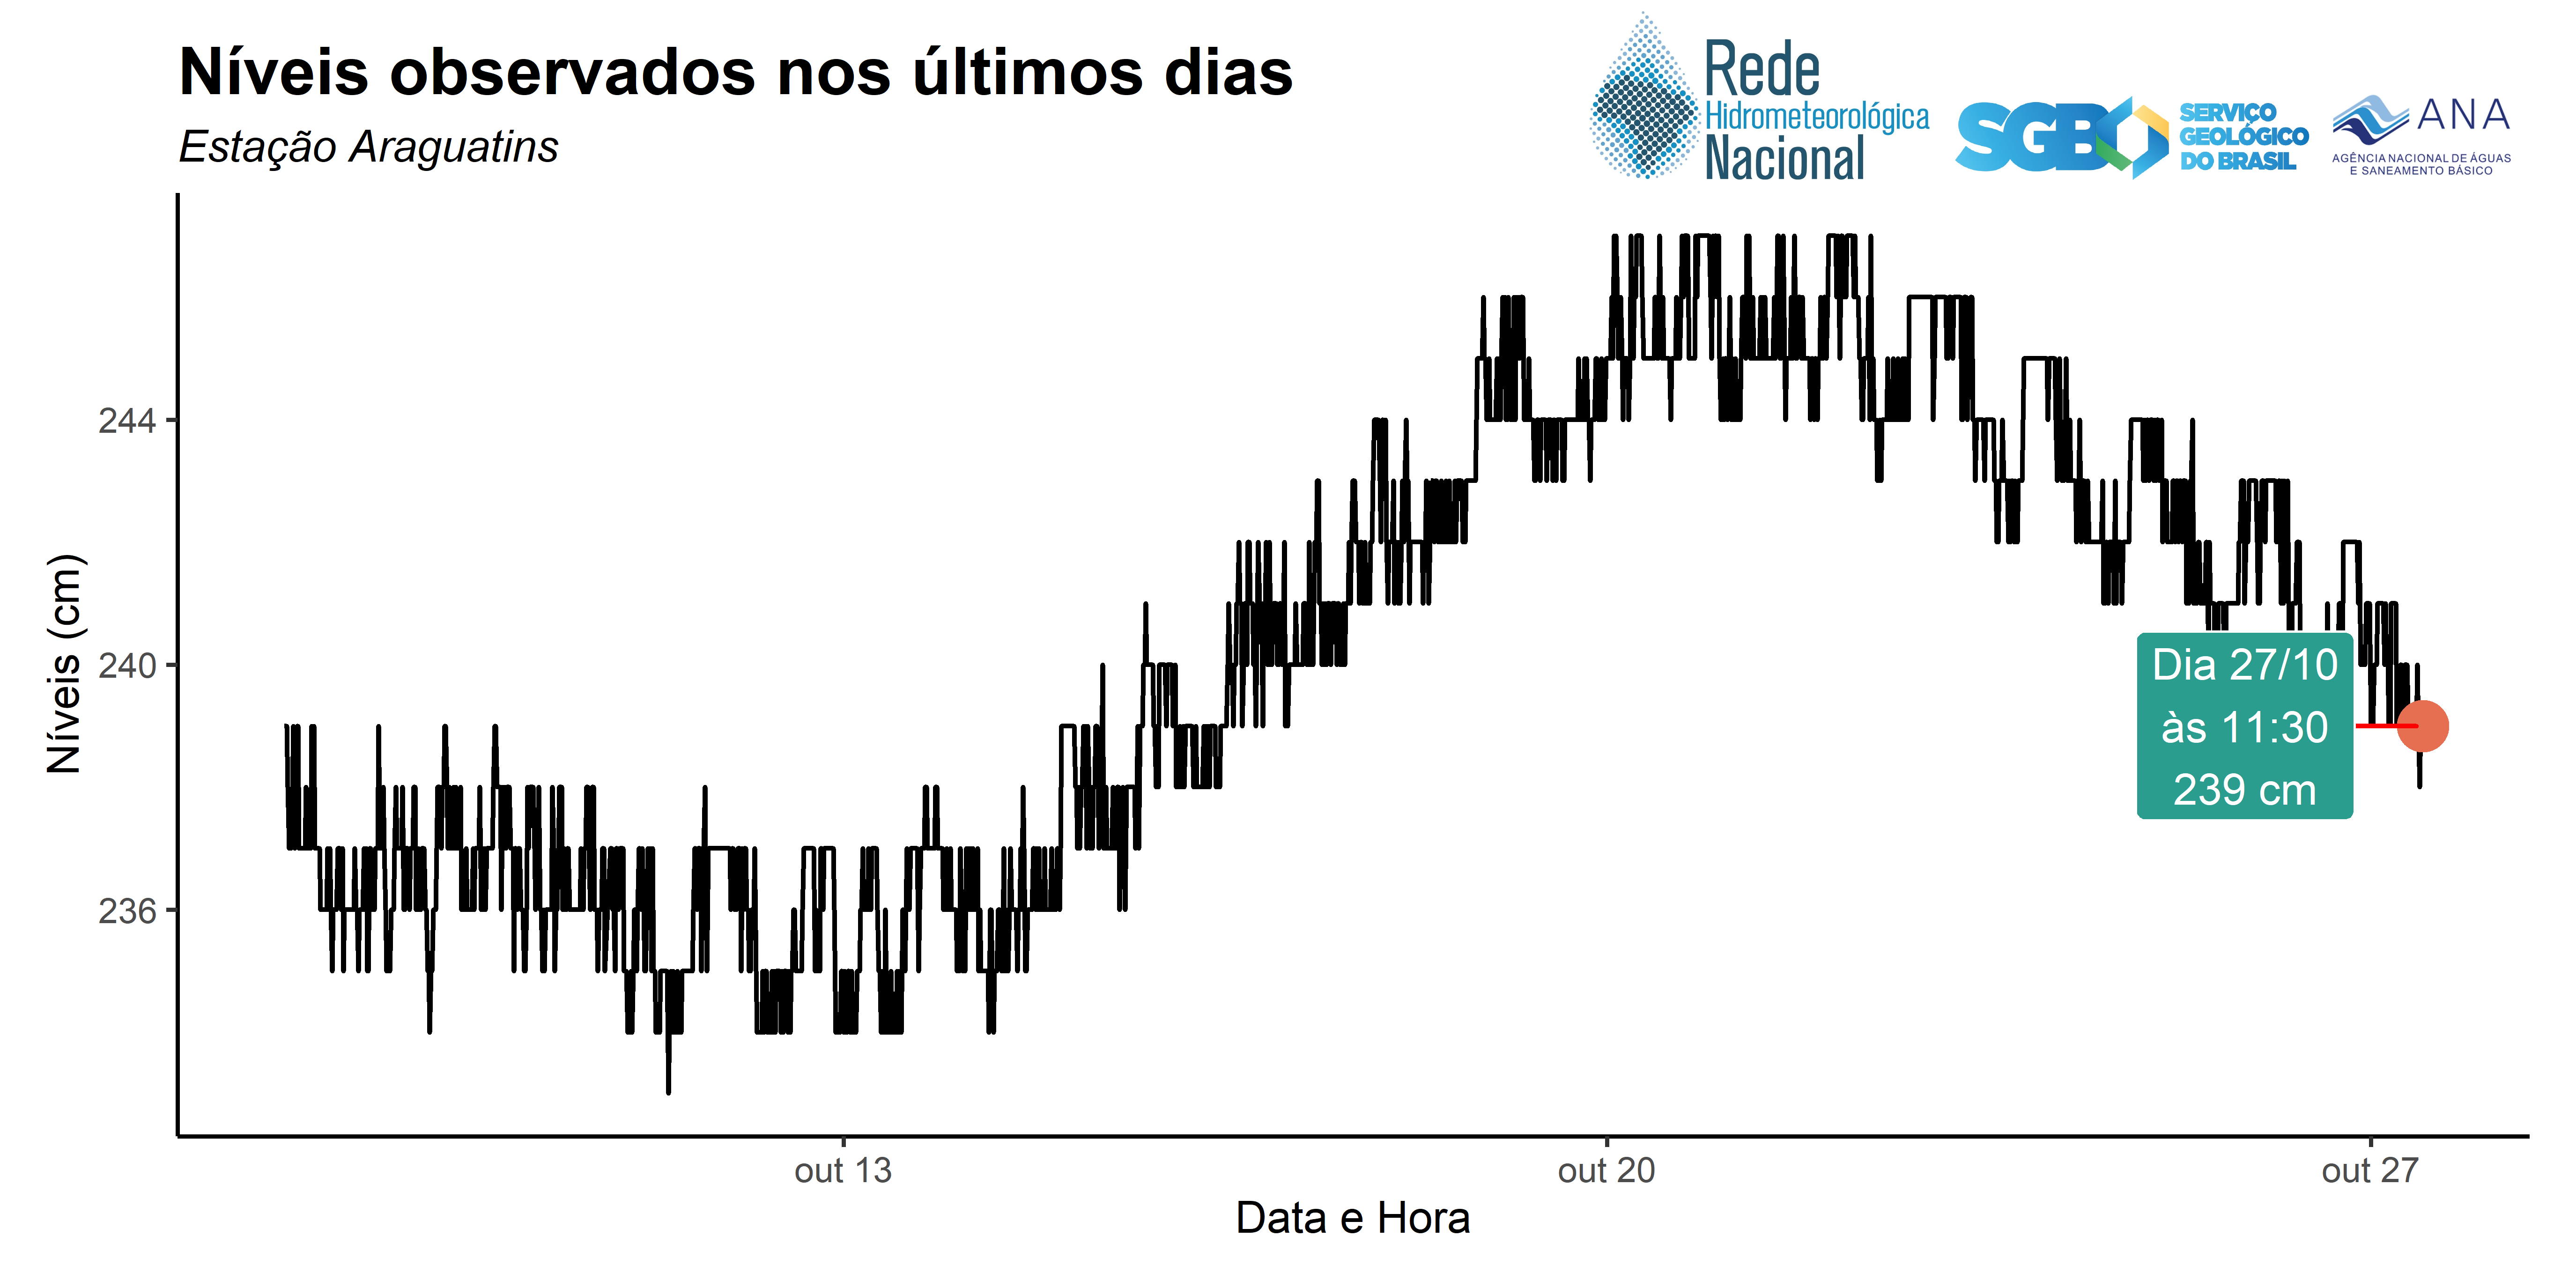 Níveis observados nos últimos dias
Estação Araguatins
Rede
Hidrometeorológica
Nacional
SGB
SERVIÇO
GEOLÓGICO
DO BRASIL
ANA
AGÊNCIA NACIONAL DE ÁGUAS
E SANEAMENTO BÁSICO
Níveis (cm)
244
240
236
Dia 27/10
às 11:30
239 cm
out 13
out 20
out 27
Data e Hora